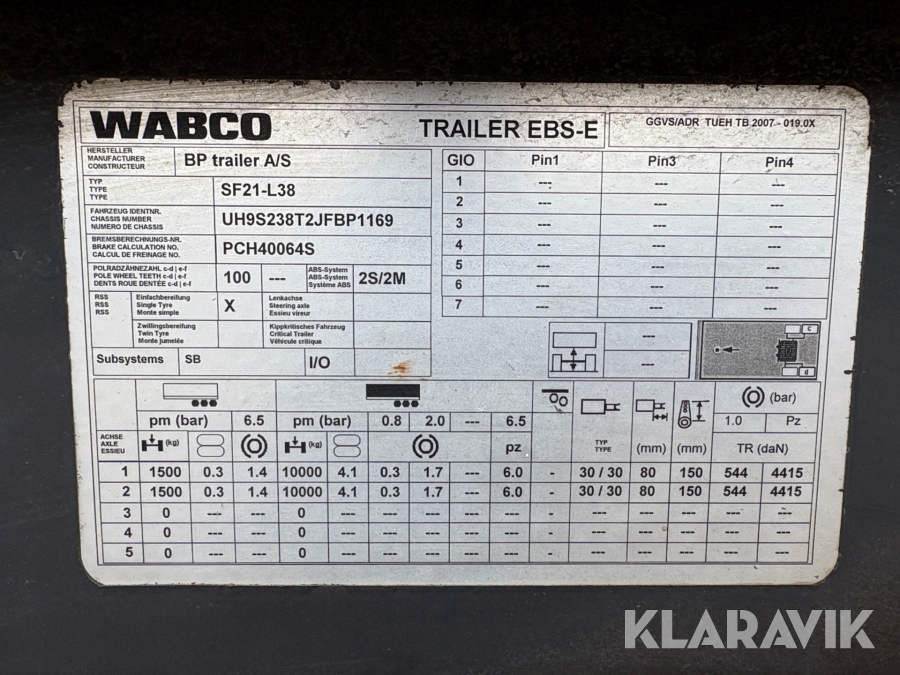 WABCO TRAILER EBS-E GGVS/ADR TUEH TB 2007 - 019.0X
HERSTELLER
MANUFACTURER
CONSTRUCTEUR
BP trailer A/S
TYP
TYPE
TYPE
SF21-L38
FAHRZEUG IDENTNR.
CHASSIS NUMBER
NUMERO DE CHASSIS
UH9S238T2JFBP1169
BREMSBERECHNUNGS-NR.
BRAKE CALCULATION NO.
CALCUL DE FREINAGE NO.
PCH40064S
POLRADZÄHNEZAHL c-d | e-f
POLE WHEEL TEETH c-d | e-f
DENTS ROUE DENTÉE c-d | e-f
100 ---
ABS-System
ABS-System
Système ABS
2S/2M
RSS
RSS
RSS
Einfachbereifung
Single Tyre
Monte simple
X
Lenkachse
Steering axle
Essieu vireur
Zwillingsbereifung
Twin Tyre
Monte jumelée
Kippkritisches Fahrzeug
Critical Trailer
Véhicule critique
Subsystems SB I/O
GIO Pin1 Pin3 Pin4
1 --- --- ---
2 --- --- ---
3 --- --- ---
4 --- --- ---
5 --- --- ---
6 --- --- ---
7 --- --- ---
---
---
c
d
(bar)
pm (bar) 6.5 pm (bar) 0.8 2.0 --- 6.5 1.0 Pz
ACHSE
AXLE
ESSIEU
(kg) (kg) pz
TYP
TYPE
(mm) (mm) TR (daN)
1 1500 0.3 1.4 10000 4.1 0.3 1.7 --- 6.0 - 30 / 30 80 150 544 4415
2 1500 0.3 1.4 10000 4.1 0.3 1.7 --- 6.0 - 30 / 30 80 150 544 4415
3 0 --- --- 0 --- --- --- --- --- - --- --- --- --- ---
4 0 --- --- 0 --- --- --- --- --- - --- --- --- --- ---
5 0 --- --- 0 --- --- --- --- --- - --- --- --- --- ---
KLARAVIK